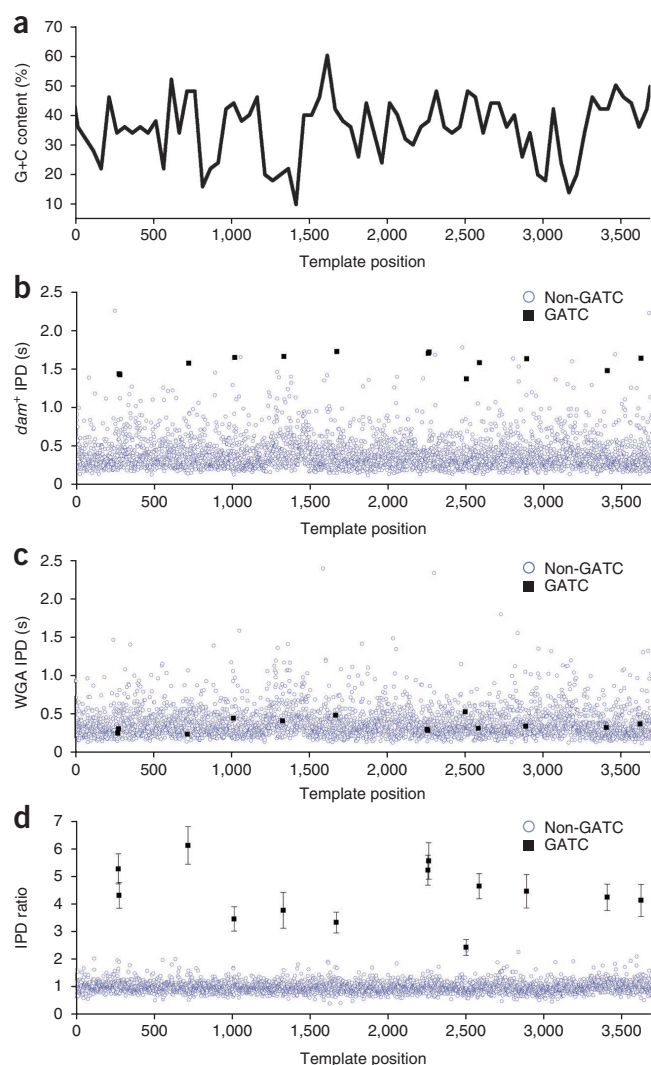 a
G+C content (%)
70
60
50
40
30
20
10
0 500 1,000 1,500 2,000 2,500 3,000 3,500
Template position
b
dam+ IPD (s)
2.5
2.0
1.5
1.0
0.5
0
Non-GATC
GATC
0 500 1,000 1,500 2,000 2,500 3,000 3,500
Template position
c
WGA IPD (s)
2.5
2.0
1.5
1.0
0.5
0
Non-GATC
GATC
0 500 1,000 1,500 2,000 2,500 3,000 3,500
Template position
d
IPD ratio
7
6
5
4
3
2
1
0
Non-GATC
GATC
0 500 1,000 1,500 2,000 2,500 3,000 3,500
Template position